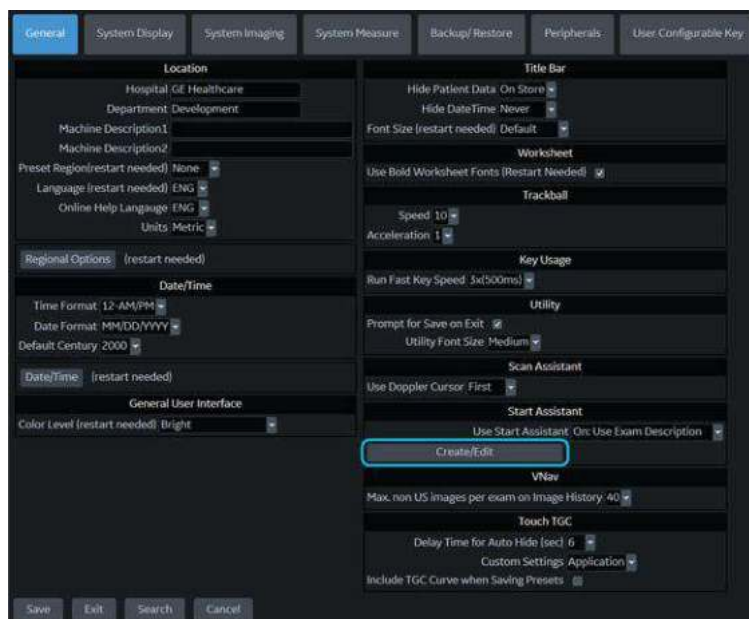 General System Display System Imaging System Measure Backup/Restore Peripherals User Configurable Key
Location
Hospital GE Healthcare
Department Development
Machine Description1
Machine Description2
Preset Region(restart needed) None
Language (restart needed) ENG
Online Help Langauge ENG
Units Metric
Regional Options (restart needed)
Date/Time
Time Format 12-AM/PM
Date Format MM/DD/YYYY
Default Century 2000
Date/Time (restart needed)
General User Interface
Color Level (restart needed) Bright
Title Bar
Hide Patient Data On Store
Hide DateTime Never
Font Size (restart needed) Default
Worksheet
Use Bold Worksheet Fonts (Restart Needed)
Trackball
Speed 10
Acceleration 1
Key Usage
Run Fast Key Speed 3x(500ms)
Utility
Prompt for Save on Exit
Utility Font Size Medium
Scan Assistant
Use Doppler Cursor First
Start Assistant
Use Start Assistant On: Use Exam Description
Create/Edit
VNav
Max. non US images per exam on Image History 40
Touch TGC
Delay Time for Auto Hide (sec) 6
Custom Settings Application
Include TGC Curve when Saving Presets
Save Exit Search Cancel